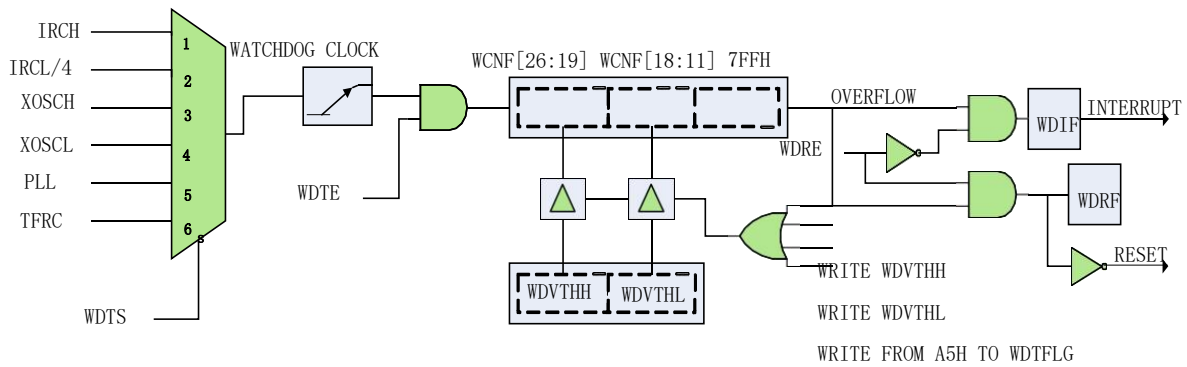 IRCH
IRCL/4
XOSCH
XOSCL
PLL
TFRC
1
2
3
4
5
6
s
WDTS
WATCHDOG CLOCK
WDTE
WCNF[26:19] WCNF[18:11] 7FFH
WDVTHH
WDVTHL
OVERFLOW
WDRE
WDIF
INTERRUPT
WDRF
RESET
WRITE WDVTHH
WRITE WDVTHL
WRITE FROM A5H TO WDTFLG